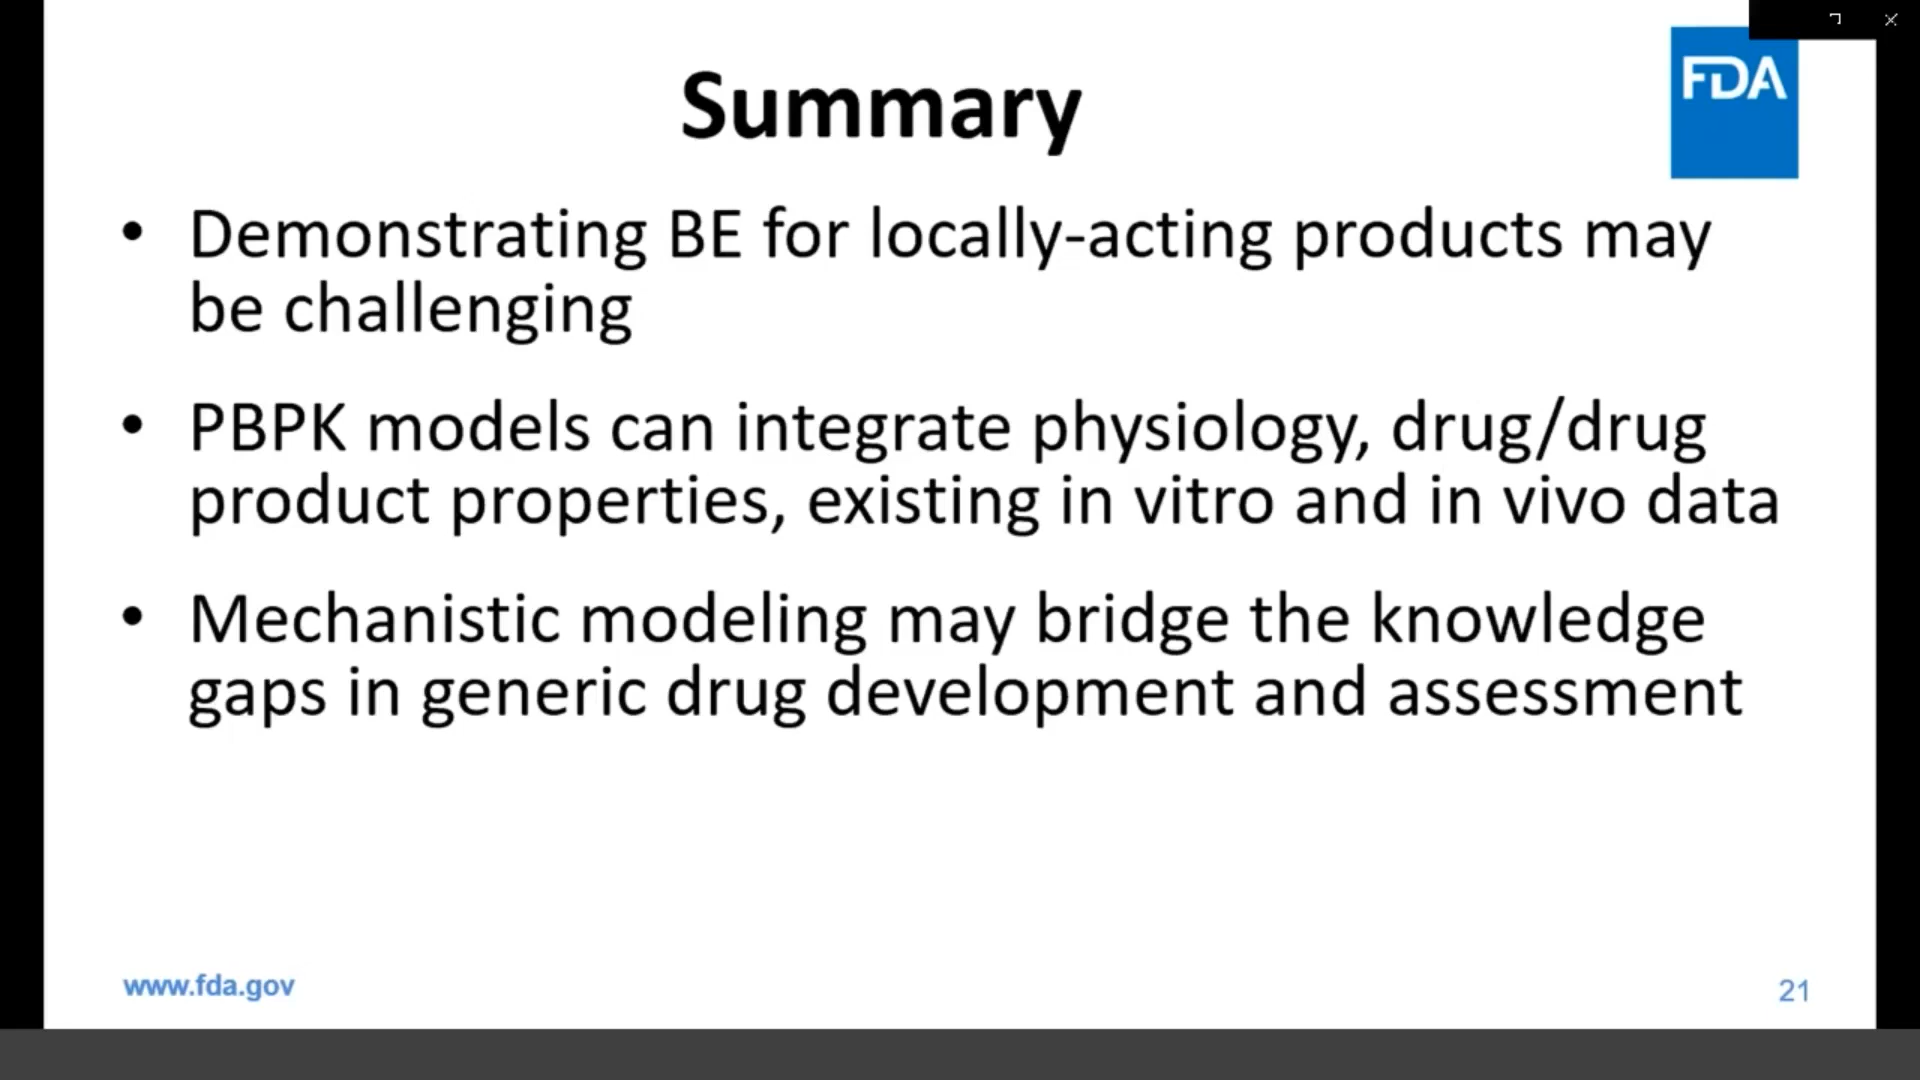 FDA
Summary
• Demonstrating BE for locally-acting products may
be challenging
• PBPK models can integrate physiology, drug/drug
product properties, existing in vitro and in vivo data
• Mechanistic modeling may bridge the knowledge
gaps in generic drug development and assessment
www.fda.gov
21